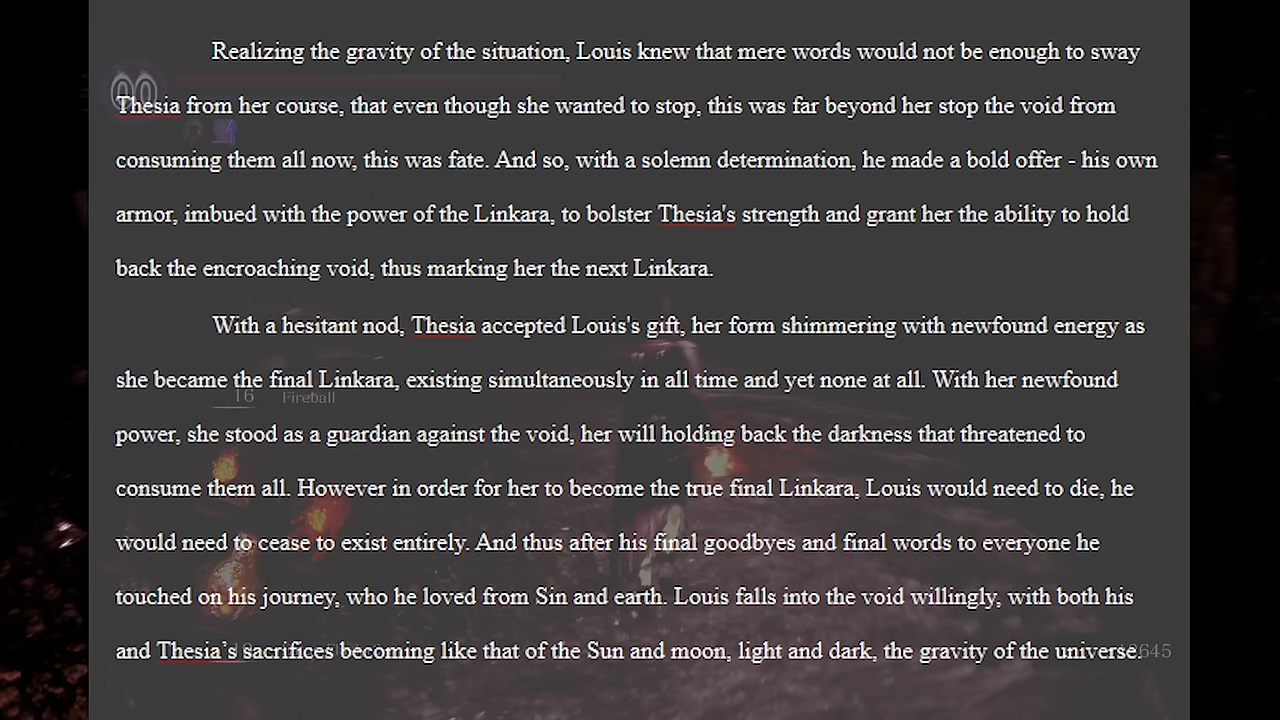 Realizing the gravity of the situation, Louis knew that mere words would not be enough to sway
Thesia from her course, that even though she wanted to stop, this was far beyond her stop the void from
consuming them all now, this was fate. And so, with a solemn determination, he made a bold offer - his own
armor, imbued with the power of the Linkara, to bolster Thesia's strength and grant her the ability to hold
back the encroaching void, thus marking her the next Linkara.
With a hesitant nod, Thesia accepted Louis's gift, her form shimmering with newfound energy as
she became the final Linkara, existing simultaneously in all time and yet none at all. With her newfound
16 Fireball
power, she stood as a guardian against the void, her will holding back the darkness that threatened to
consume them all. However in order for her to become the true final Linkara, Louis would need to die, he
would need to cease to exist entirely. And thus after his final goodbyes and final words to everyone he
touched on his journey, who he loved from Sin and earth. Louis falls into the void willingly, with both his
and Thesia’s sacrifices becoming like that of the Sun and moon, light and dark, the gravity of the universe.